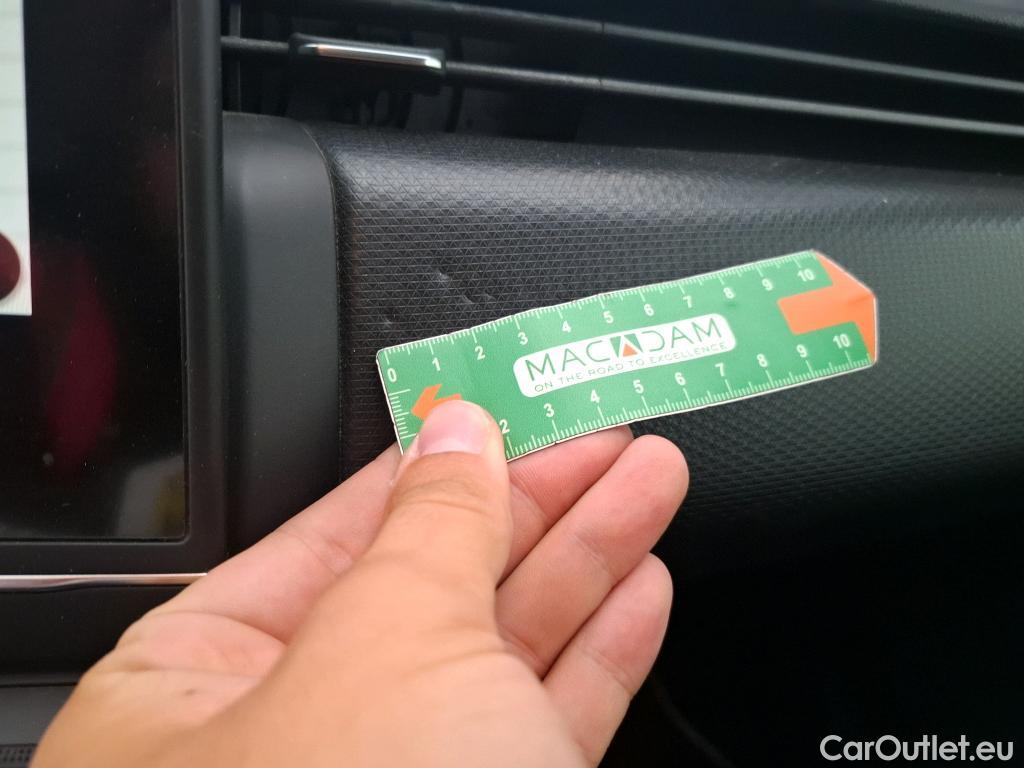 0 1 2 3 4 5 6 7 8 9 10
MACADAM
ON THE ROAD TO EXCELLENCE
2 3 4 5 6 7 8 9 10
CarOutlet.eu